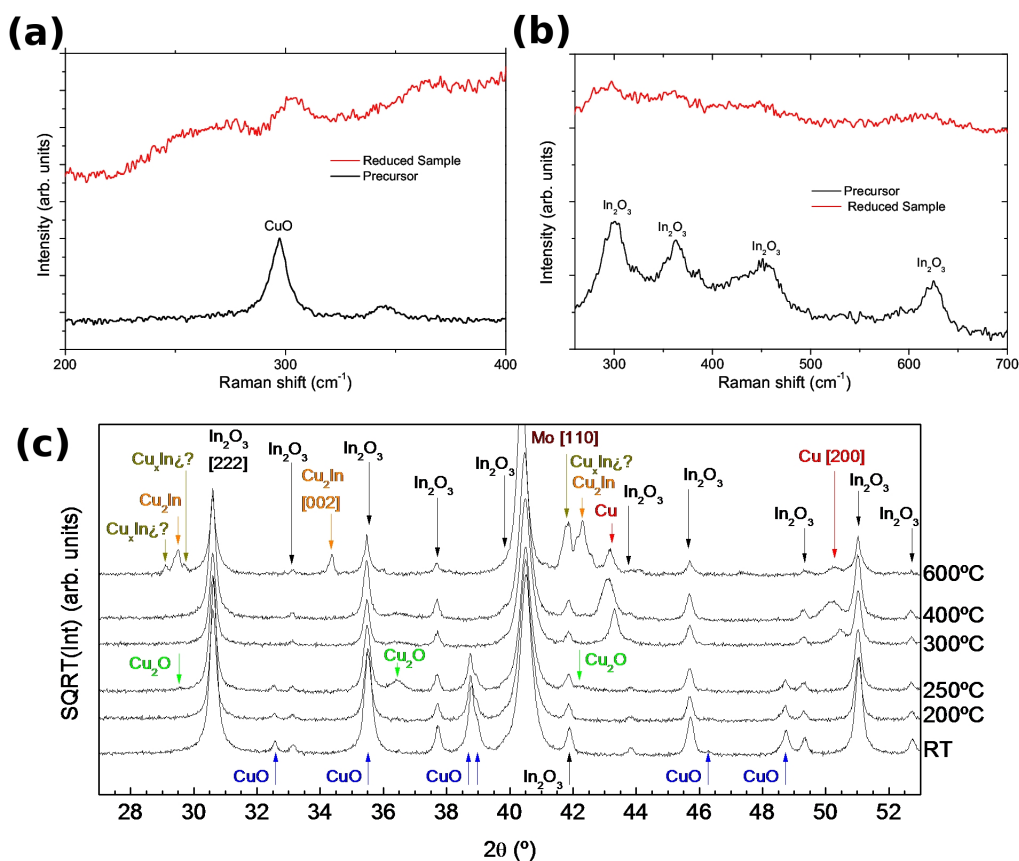 (a)
Intensity (arb. units)
Reduced Sample
Precursor
CuO
200
300
400
Raman shift (cm⁻¹)
(b)
Intensity (arb. units)
Precursor
Reduced Sample
In₂O₃
In₂O₃
In₂O₃
In₂O₃
300
400
500
600
700
Raman shift (cm⁻¹)
(c)
SQRT(Int) (arb. units)
CuₓIn¿?
Cu₂In
CuₓIn¿?
In₂O₃
[222]
In₂O₃
Cu₂In
[002]
In₂O₃
In₂O₃
In₂O₃
Mo [110]
CuₓIn¿?
Cu₂In
Cu
In₂O₃
In₂O₃
Cu [200]
In₂O₃
In₂O₃
In₂O₃
600ºC
400ºC
300ºC
250ºC
200ºC
RT
Cu₂O
Cu₂O
Cu₂O
CuO
CuO
CuO
In₂O₃
CuO
CuO
28
30
32
34
36
38
40
42
44
46
48
50
52
2θ (º)